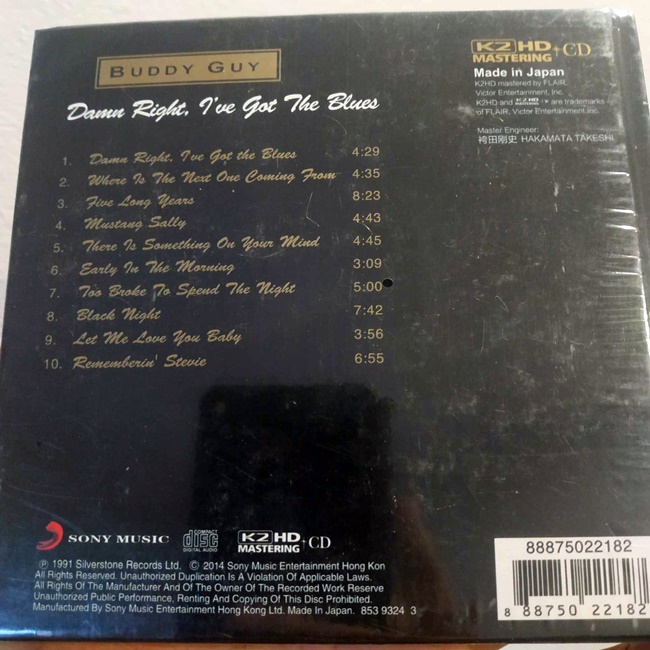 BUDDY GUY
Damn Right, I've Got The Blues
K2 HD MASTERING + CD
Made in Japan
K2HD mastered by FLAIR,
Victor Entertainment, Inc.
K2HD and K2 HD MASTERING are trademarks
of FLAIR, Victor Entertainment,Inc.
Master Engineer:
袴田剛史 HAKAMATA TAKESHI
1. Damn Right, I've Got the Blues 4:29
2. Where Is The Next One Coming From 4:35
3. Five Long Years 8:23
4. Mustang Sally 4:43
5. There Is Something On Your Mind 4:45
6. Early In The Morning 3:09
7. Too Broke To Spend The Night 5:00
8. Black Night 7:42
9. Let Me Love You Baby 3:56
10. Rememberin' Stevie 6:55
SONY MUSIC COMPACT disc DIGITAL AUDIO K2 HD MASTERING + CD
℗ 1991 Silverstone Records Ltd. © 2014 Sony Music Entertainment Hong Kon
All Rights Reserved. Unauthorized Duplication Is A Violation Of Applicable Laws.
All Rights Of The Manufacturer And Of The Owner Of The Recorded Work Reserved
Unauthorized Public Performance, Renting And Copying Of This Disc Prohibited.
Manufactured By Sony Music Entertainment Hong Kong Ltd. Made In Japan. 853 9324 3
88875022182
8 88750 22182